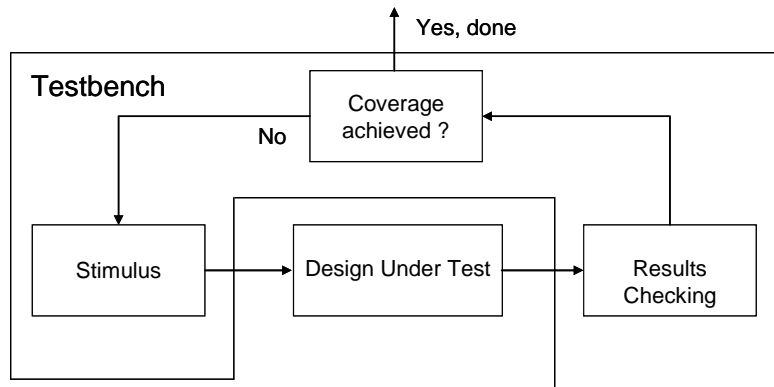 Yes, done
Testbench
Coverage
achieved ?
No
Stimulus
Design Under Test
Results
Checking